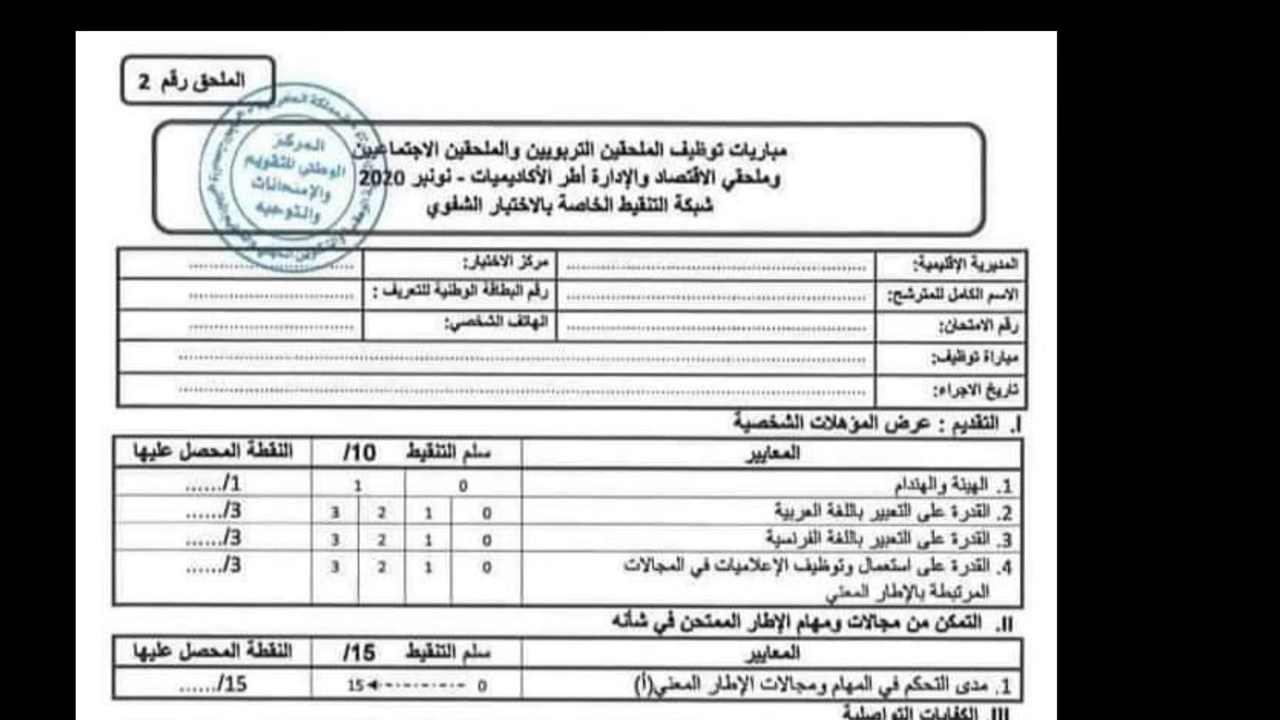 الملحق رقم 2
المركز
الوطني للتقويم
والامتحانات
والتوجيه
مباريات توظيف الملحقين التربويين والملحقين الاجتماعيين
وملحقي الاقتصاد والإدارة أطر الأكاديميات - نونبر 2020
شبكة التنقيط الخاصة بالاختبار الشفوي
المديرية الإقليمية: ........................ مركز الاختبار: ........................
الاسم الكامل للمترشح: ........................ رقم البطاقة الوطنية للتعريف : ........................
رقم الامتحان: ........................ الهاتف الشخصي: ........................
مباراة توظيف: ........................
تاريخ الاجراء: ........................
I. التقديم : عرض المؤهلات الشخصية
المعايير سلم التنقيط /10 النقطة المحصل عليها
1. الهيئة والهندام 0 1 ....../1
2. القدرة على التعبير باللغة العربية 0 1 2 3 ....../3
3. القدرة على التعبير باللغة الفرنسية 0 1 2 3 ....../3
4. القدرة على استعمال وتوظيف الإعلاميات في المجالات 0 1 2 3 ....../3
المرتبطة بالإطار المعني
II. التمكن من مجالات ومهام الإطار الممتحن في شأنه
المعايير سلم التنقيط /15 النقطة المحصل عليها
1. مدى التحكم في المهام ومجالات الإطار المعني(أ) 0 15 ....../15
III. الكفايات التواصلية